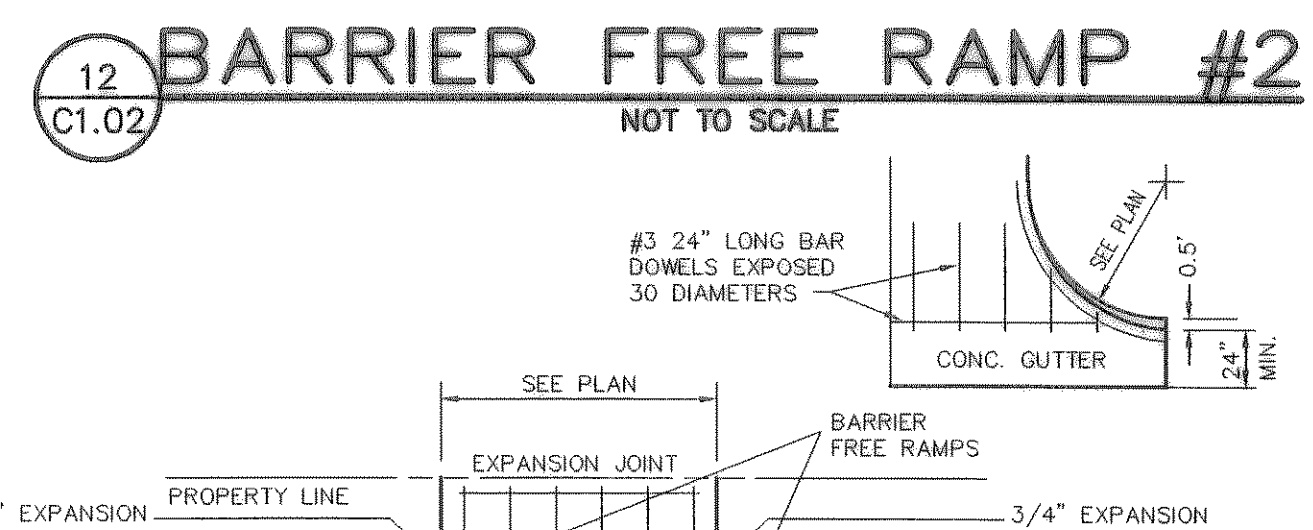 12
C1.02
BARRIER FREE RAMP #2
NOT TO SCALE
#3 24" LONG BAR
DOWELS EXPOSED
30 DIAMETERS
SEE PLAN
0.5'
24"
MIN.
CONC. GUTTER
SEE PLAN
BARRIER
FREE RAMPS
EXPANSION JOINT
PROPERTY LINE
" EXPANSION
3/4" EXPANSION